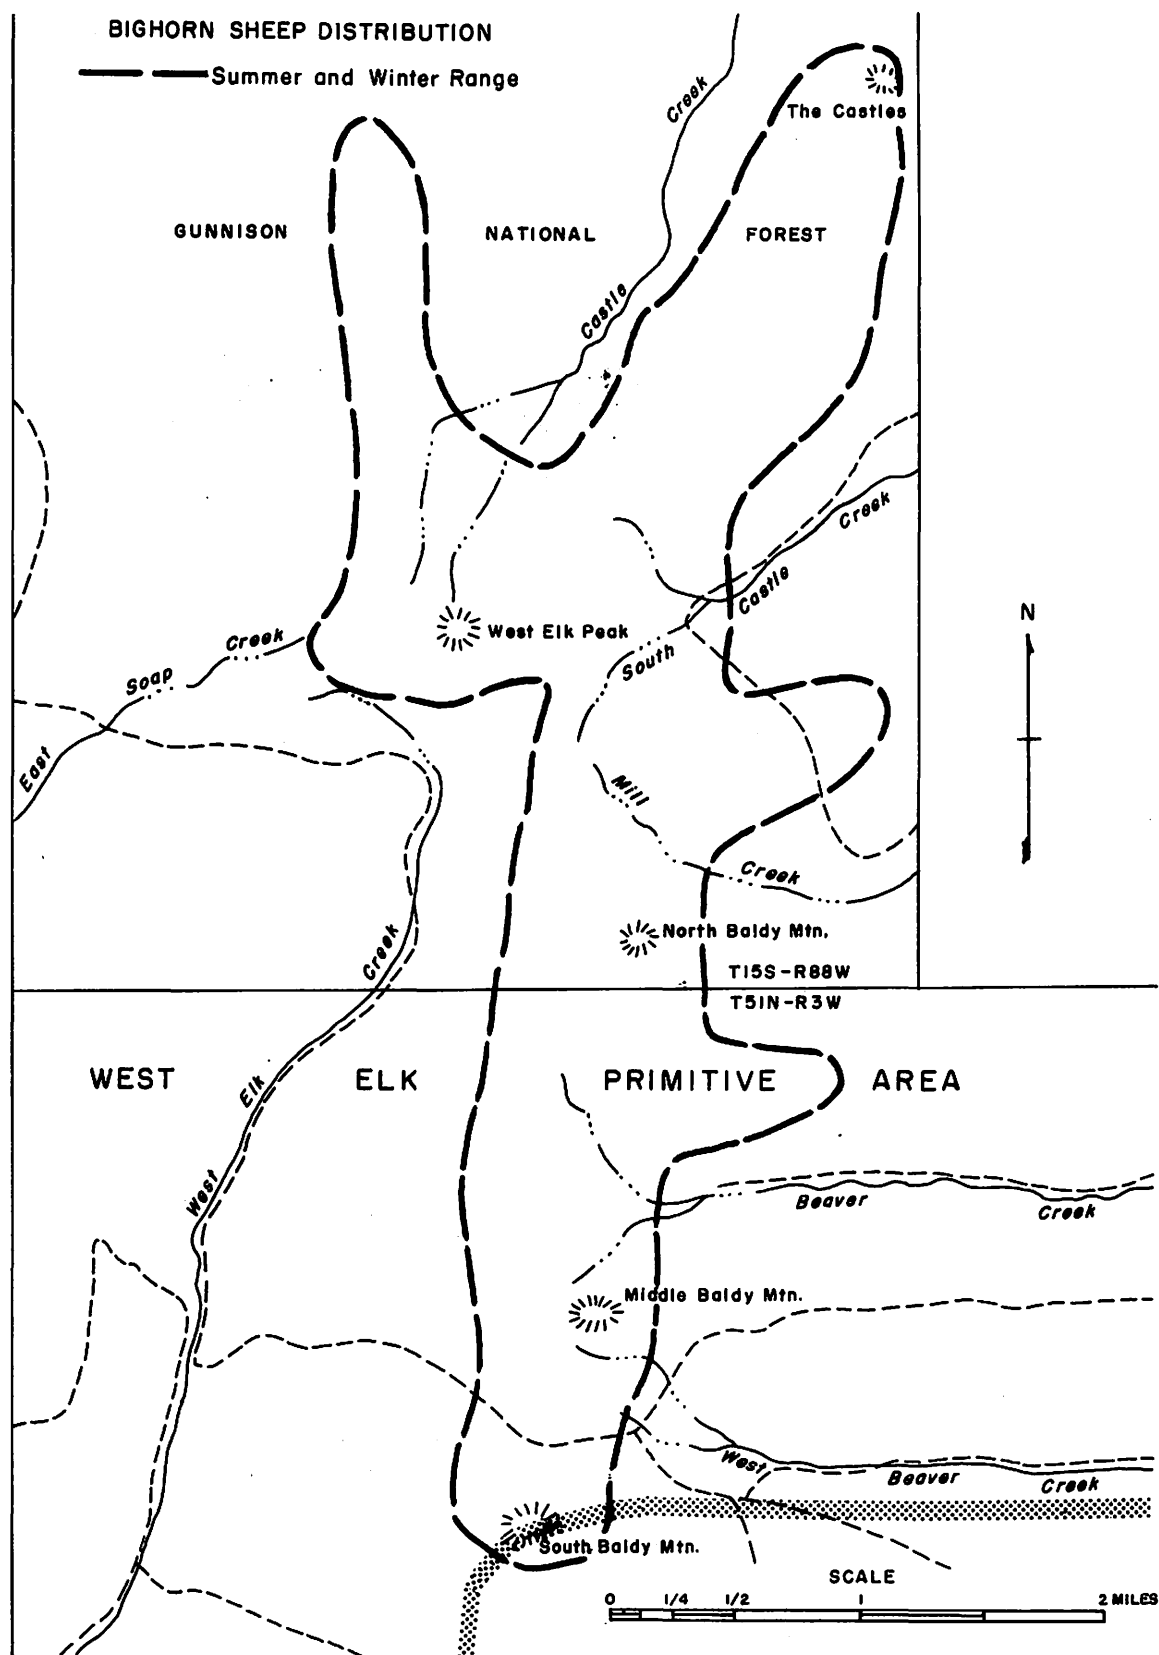 BIGHORN SHEEP DISTRIBUTION
Summer and Winter Range
Creek
The Castles
GUNNISON NATIONAL FOREST
Castle
Creek
Castle
West Elk Peak
Creek
South
Soap
East
N
Mill
Creek
North Baldy Mtn.
Creek
T15S-R88W
T51N-R3W
WEST ELK PRIMITIVE AREA
Elk
West
Beaver
Creek
Middle Baldy Mtn.
West
Beaver
Creek
South Baldy Mtn.
SCALE
0 1/4 1/2 1 2 MILES